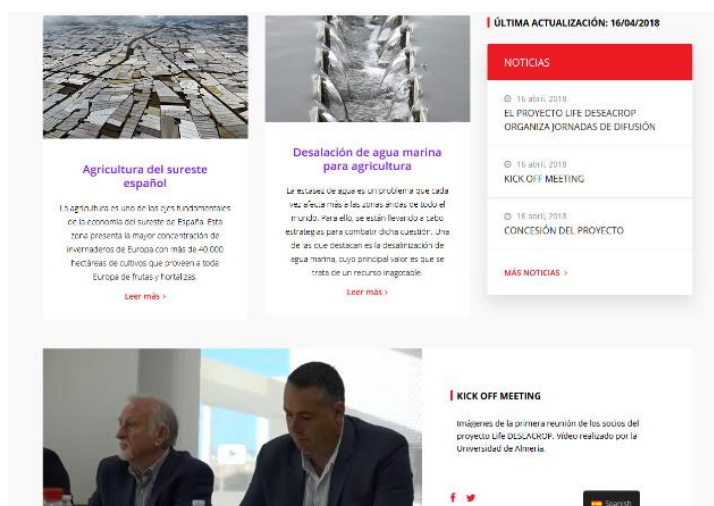 Agricultura del sureste
español
La agricultura es uno de los ejes fundamentales
de la economía del sureste de España. Esta
zona presenta la mayor concentración de
invernaderos de Europa con más de 40.000
hectáreas de cultivos que proveen a toda
Europa de frutas y hortalizas.
Leer más ›
Desalación de agua marina
para agricultura
La escasez de agua es un problema que cada
vez afecta más a las zonas áridas de todo el
mundo. Para ello, se están llevando a cabo
estrategias para combatir dicha cuestión. Una
de las que destacan es la desalinización de
agua marina, cuyo principal valor es que se
trata de un recurso inagotable.
Leer más ›
ÚLTIMA ACTUALIZACIÓN: 16/04/2018
NOTICIAS
16 abril, 2018
EL PROYECTO LIFE DESEACROP
ORGANIZA JORNADAS DE DIFUSIÓN
16 abril, 2018
KICK OFF MEETING
16 abril, 2018
CONCESIÓN DEL PROYECTO
MÁS NOTICIAS ›
KICK OFF MEETING
Imágenes de la primera reunión de los socios del
proyecto Life DESEACROP. Vídeo realizado por la
Universidad de Almería.
Spanish